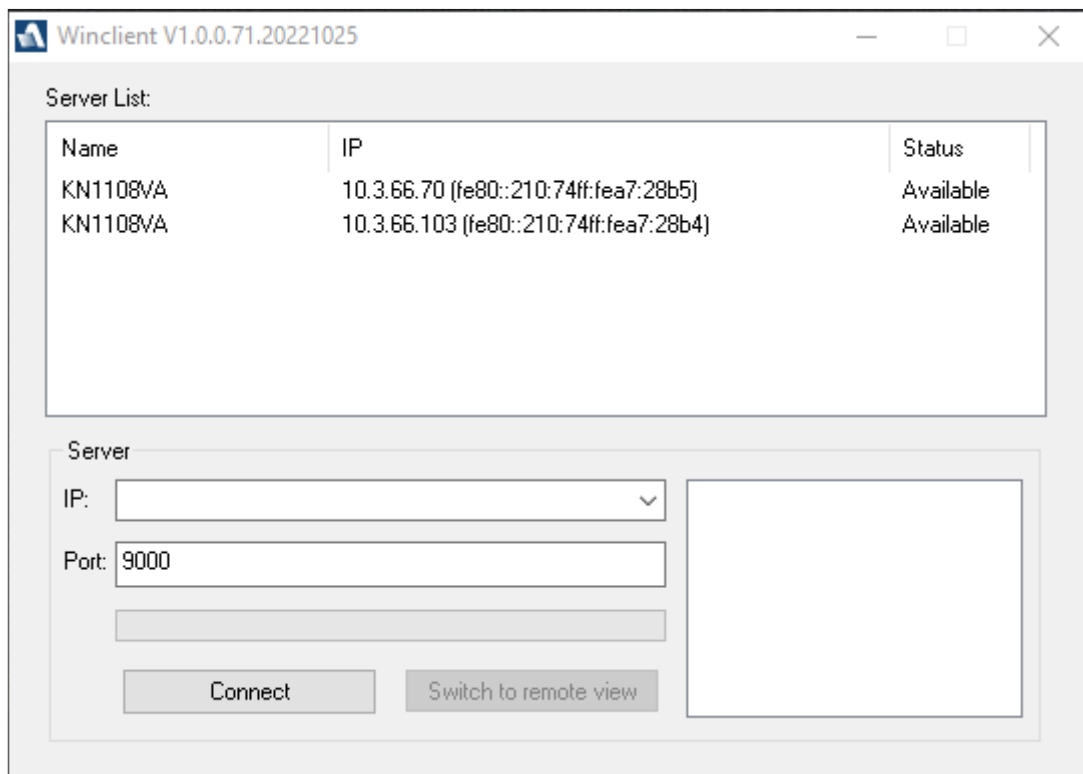 Winclient V1.0.0.71.20221025
Server List:
Name IP Status
KN1108VA 10.3.66.70 (fe80::210:74ff:fea7:28b5) Available
KN1108VA 10.3.66.103 (fe80::210:74ff:fea7:28b4) Available
Server
IP:
Port: 9000
Connect Switch to remote view